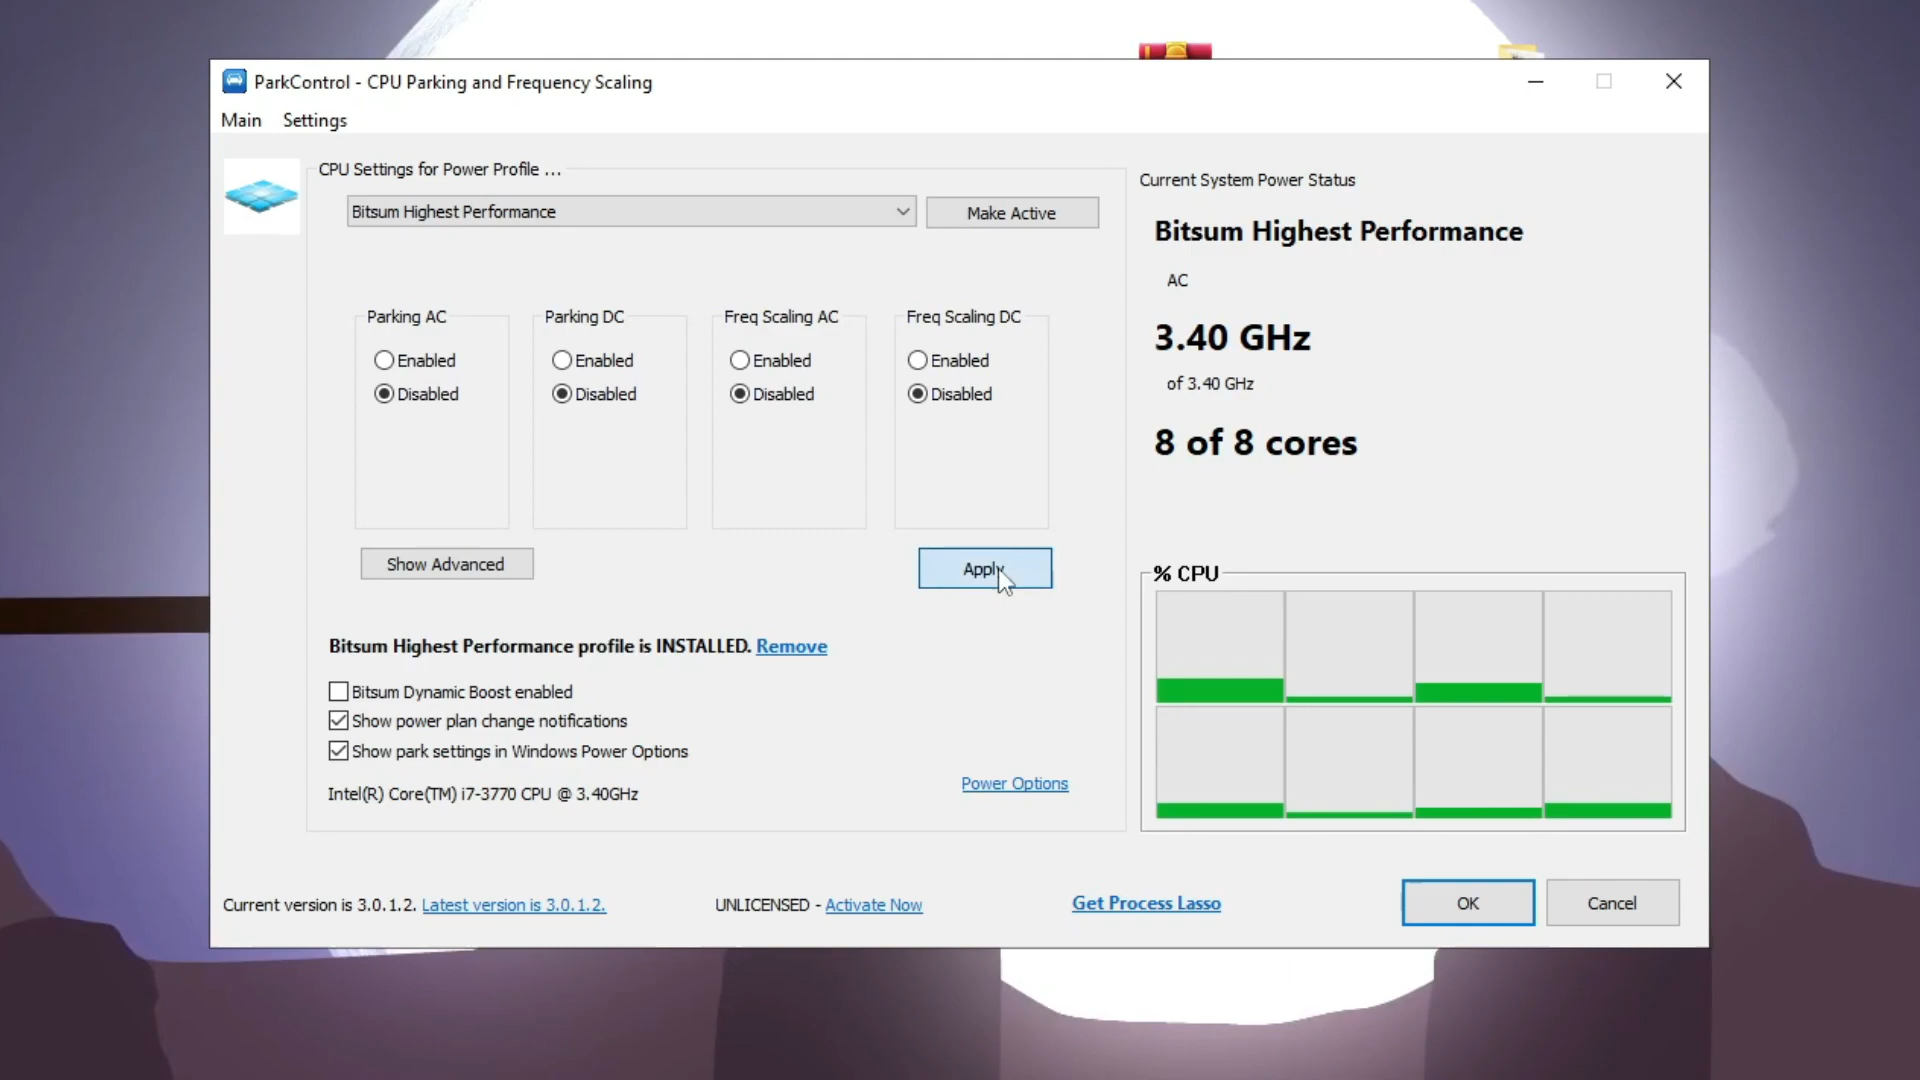 ParkControl - CPU Parking and Frequency Scaling
Main Settings
CPU Settings for Power Profile ...
Bitsum Highest Performance
Make Active
Parking AC
Enabled
Disabled
Parking DC
Enabled
Disabled
Freq Scaling AC
Enabled
Disabled
Freq Scaling DC
Enabled
Disabled
Show Advanced
Apply
Bitsum Highest Performance profile is INSTALLED. Remove
Bitsum Dynamic Boost enabled
Show power plan change notifications
Show park settings in Windows Power Options
Intel(R) Core(TM) i7-3770 CPU @ 3.40GHz
Power Options
Current System Power Status
Bitsum Highest Performance
AC
3.40 GHz
of 3.40 GHz
8 of 8 cores
% CPU
Current version is 3.0.1.2. Latest version is 3.0.1.2.
UNLICENSED - Activate Now
Get Process Lasso
OK
Cancel